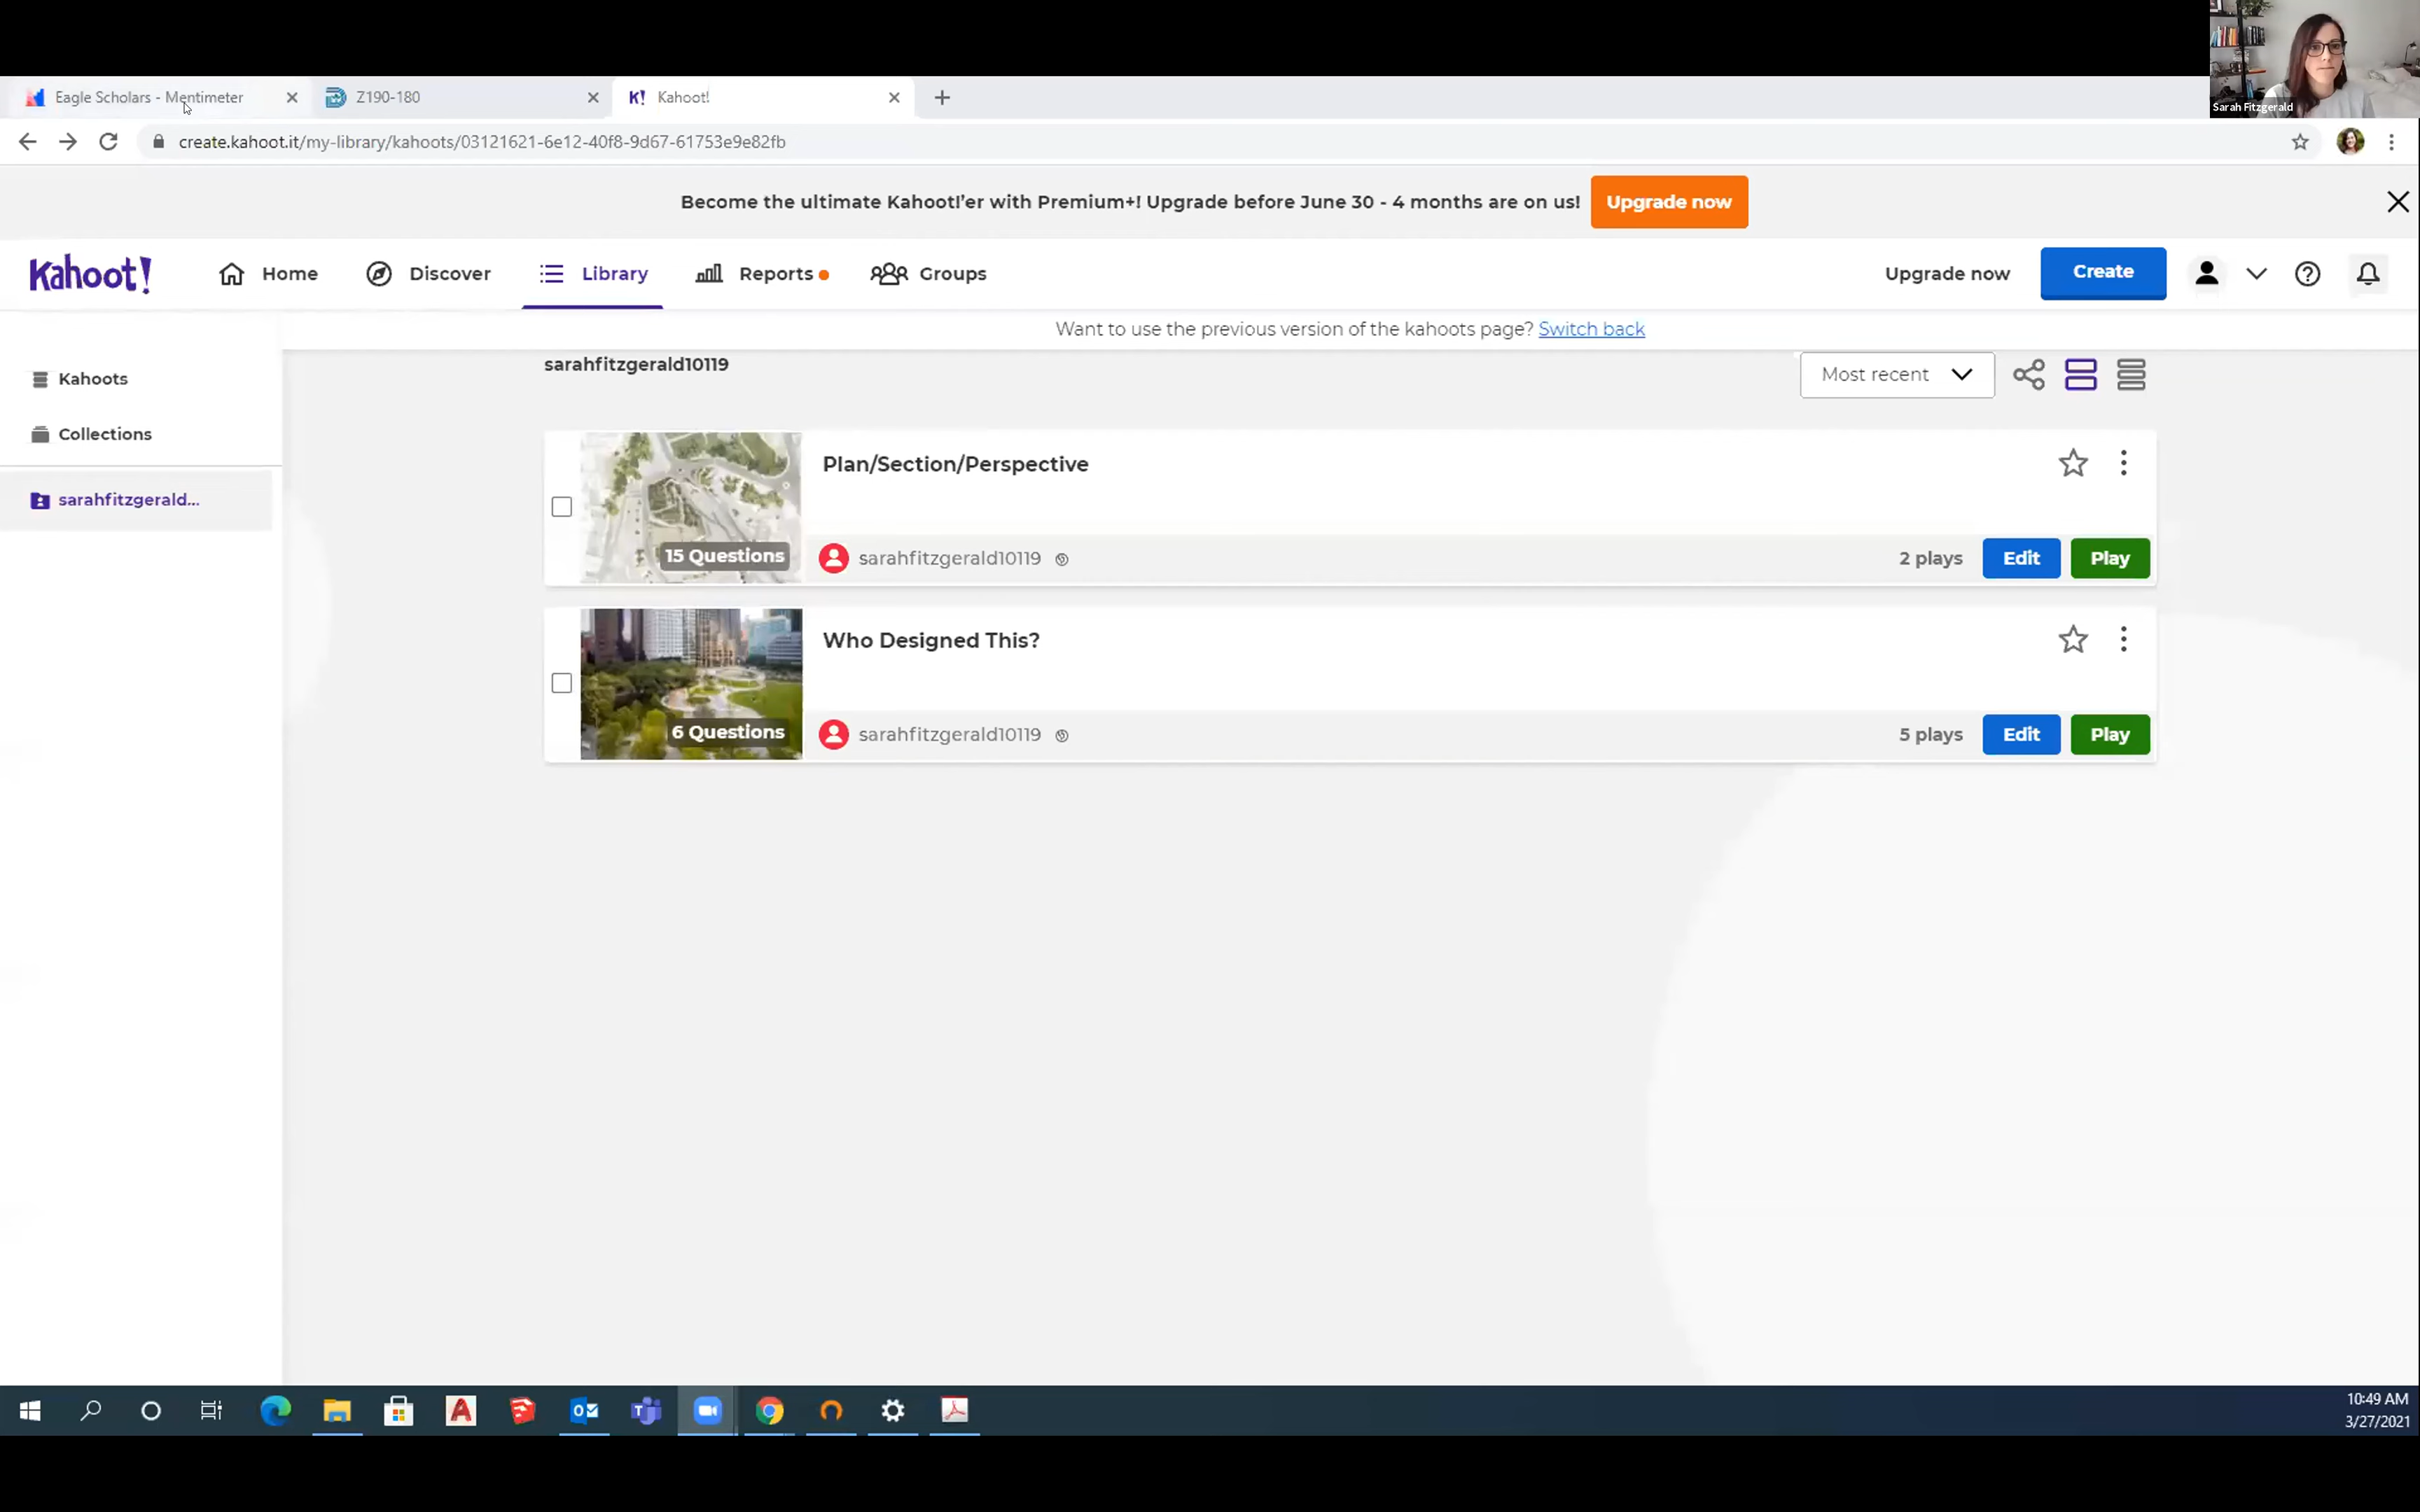 Sarah Fitzgerald
Eagle Scholars - Mentimeter
Z190-180
K! Kahoot!
create.kahoot.it/my-library/kahoots/03121621-6e12-40f8-9d67-61753e9e82fb
Become the ultimate Kahoot!'er with Premium+! Upgrade before June 30 - 4 months are on us! Upgrade now
Kahoot! Home Discover Library Reports Groups Upgrade now Create
Want to use the previous version of the kahoots page? Switch back
Kahoots
Collections
sarahfitzgerald...
sarahfitzgerald10119
Most recent
Plan/Section/Perspective
15 Questions
sarahfitzgerald10119
2 plays Edit Play
Who Designed This?
6 Questions
sarahfitzgerald10119
5 plays Edit Play
10:49 AM
3/27/2021